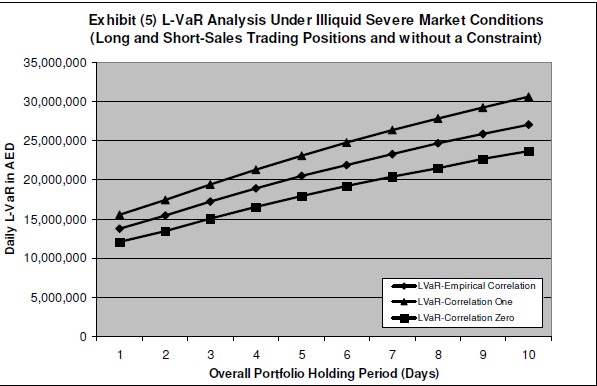 Exhibit (5) L-VaR Analysis Under Illiquid Severe Market Conditions
(Long and Short-Sales Trading Positions and without a Constraint)
Daily L-VaR in AED
35,000,000
30,000,000
25,000,000
20,000,000
15,000,000
10,000,000
5,000,000
0
LVaR-Empirical Correlation
LVaR-Correlation One
LVaR-Correlation Zero
1 2 3 4 5 6 7 8 9 10
Overall Portfolio Holding Period (Days)